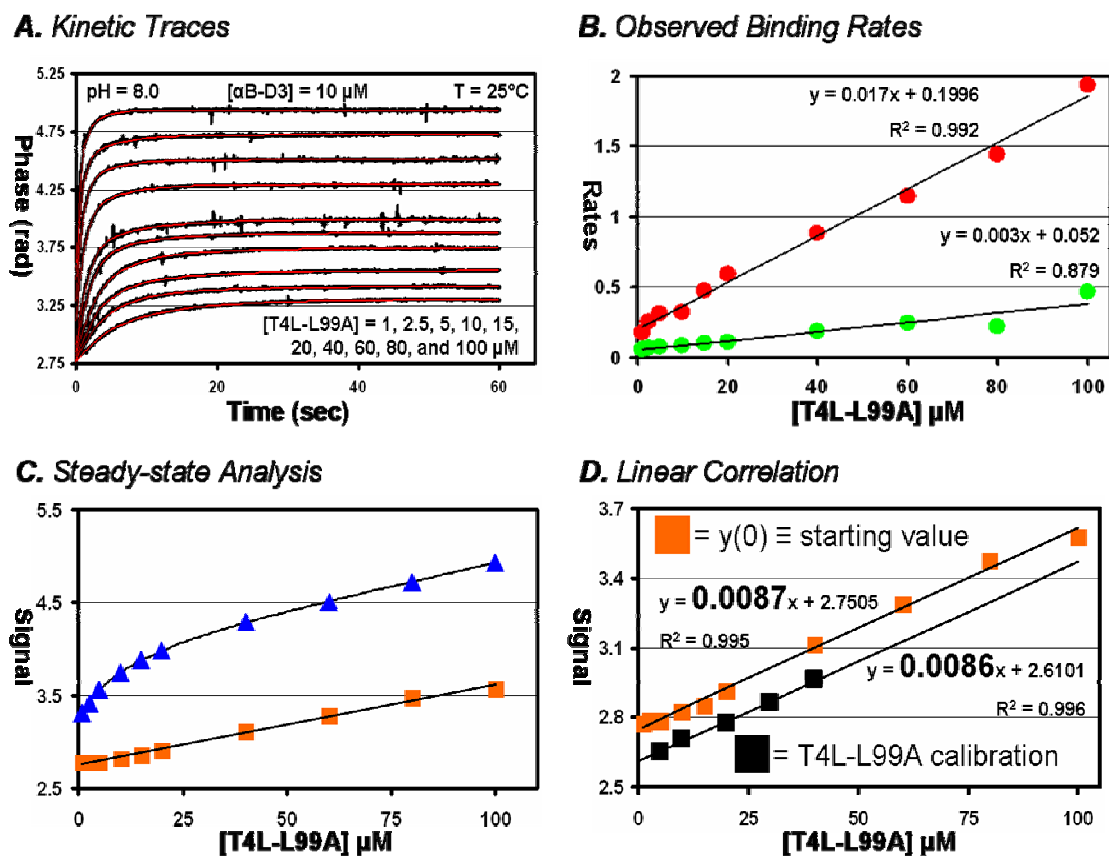 A. Kinetic Traces
5.25
4.75
4.25
3.75
3.25
2.75
Phase (rad)
pH = 8.0
[αB-D3] = 10 μM
T = 25°C
[T4L-L99A] = 1, 2.5, 5, 10, 15,
20, 40, 60, 80, and 100 μM
0
20
40
60
Time (sec)
B. Observed Binding Rates
2
1.5
1
0.5
0
Rates
y = 0.017x + 0.1996
R² = 0.992
y = 0.003x + 0.052
R² = 0.879
0
20
40
60
80
100
[T4L-L99A] μM
C. Steady-state Analysis
5.5
4.5
3.5
2.5
Signal
0
25
50
75
100
[T4L-L99A] μM
D. Linear Correlation
3.7
3.4
3.1
2.8
2.5
Signal
= y(0) ≡ starting value
y = 0.0087x + 2.7505
R² = 0.995
y = 0.0086x + 2.6101
R² = 0.996
= T4L-L99A calibration
0
25
50
75
100
[T4L-L99A] μM